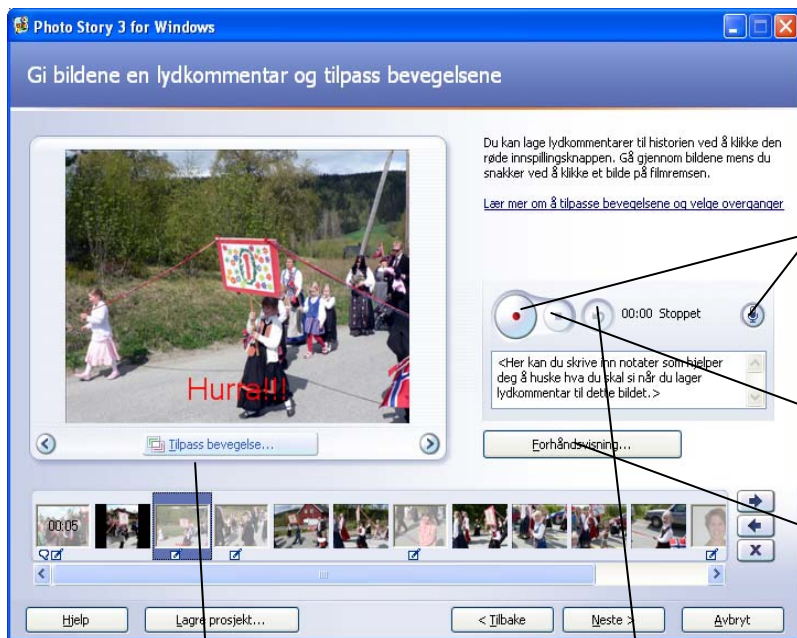 Photo Story 3 for Windows
Gi bildene en lydkommentar og tilpass bevegelsene
Du kan lage lydkommentarer til historien ved å klikke den
røde innspillingsknappen. Gå gjennom bildene mens du
snakker ved å klikke et bilde på filmremsen.
Lær mer om å tilpasse bevegelsene og velge overganger
Hurra!!!
00:00 Stoppet
<Her kan du skrive inn notater som hjelper
deg å huske hva du skal si når du lager
lydkommentar til dette bildet.>
Tilpass bevegelse...
Forhåndsvisning...
00:05
Hjelp
Lagre prosjekt...
< Tilbake
Neste >
Avbryt